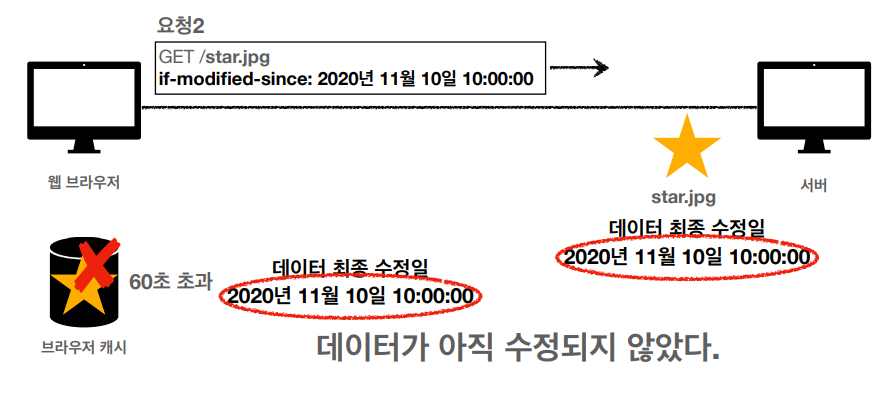 요청2
GET /star.jpg
if-modified-since: 2020년 11월 10일 10:00:00
웹 브라우저
서버
star.jpg
데이터 최종 수정일
2020년 11월 10일 10:00:00
60초 초과
데이터 최종 수정일
2020년 11월 10일 10:00:00
브라우저 캐시
데이터가 아직 수정되지 않았다.